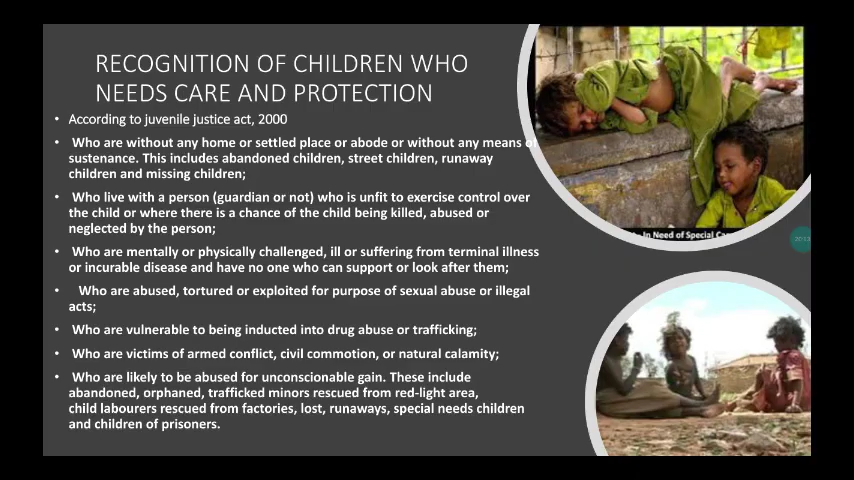 RECOGNITION OF CHILDREN WHO
NEEDS CARE AND PROTECTION
• According to juvenile justice act, 2000
• Who are without any home or settled place or abode or without any means of
sustenance. This includes abandoned children, street children, runaway
children and missing children;
• Who live with a person (guardian or not) who is unfit to exercise control over
the child or where there is a chance of the child being killed, abused or
neglected by the person;
• Who are mentally or physically challenged, ill or suffering from terminal illness
or incurable disease and have no one who can support or look after them;
• Who are abused, tortured or exploited for purpose of sexual abuse or illegal
acts;
• Who are vulnerable to being inducted into drug abuse or trafficking;
• Who are victims of armed conflict, civil commotion, or natural calamity;
• Who are likely to be abused for unconscionable gain. These include
abandoned, orphaned, trafficked minors rescued from red-light area,
child labourers rescued from factories, lost, runaways, special needs children
and children of prisoners.
In Need of Special
2013